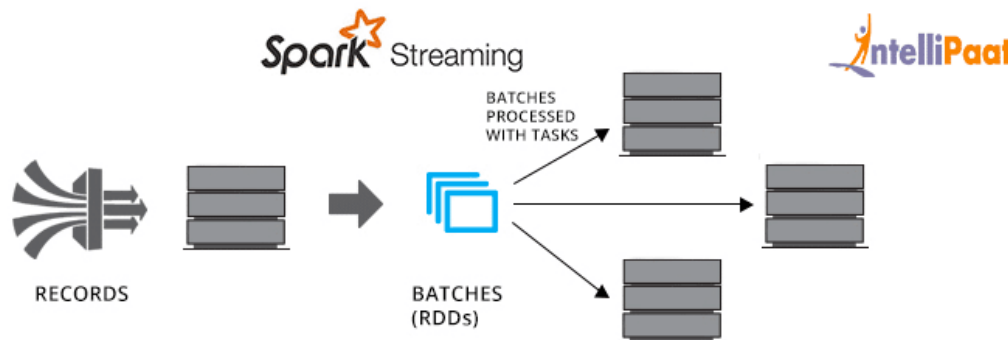 Spark Streaming
IntelliPaat
BATCHES
PROCESSED
WITH TASKS
RECORDS
BATCHES
(RDDs)